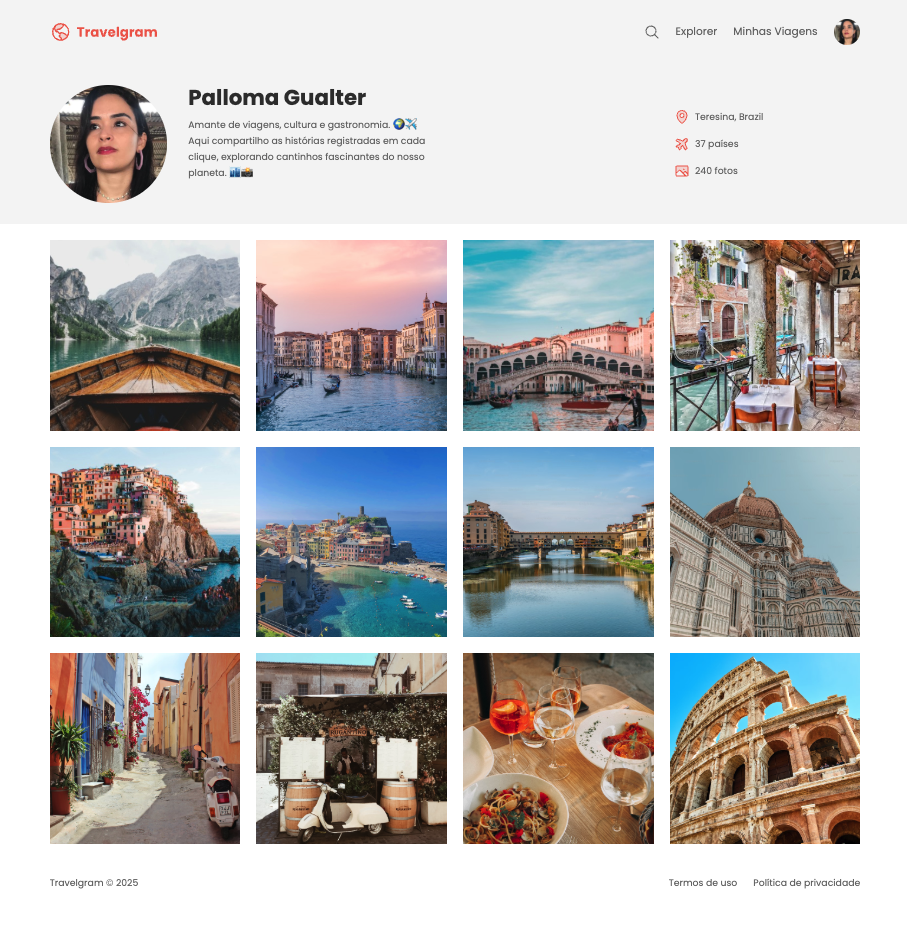 Travelgram
Explorer
Minhas Viagens
Palloma Gualter
Amante de viagens, cultura e gastronomia. 🌍✈️
Aqui compartilho as histórias registradas em cada
clique, explorando cantinhos fascinantes do nosso
planeta. 🏙️📸
Teresina, Brazil
37 países
240 fotos
TRA
Travelgram © 2025
Termos de uso
Política de privacidade